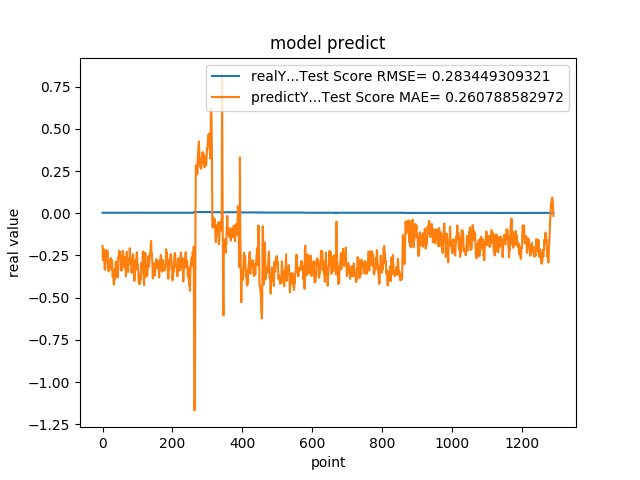 model predict
realY...Test Score RMSE= 0.283449309321
predictY...Test Score MAE= 0.260788582972
real value
0.75
0.50
0.25
0.00
−0.25
−0.50
−0.75
−1.00
−1.25
0 200 400 600 800 1000 1200
point